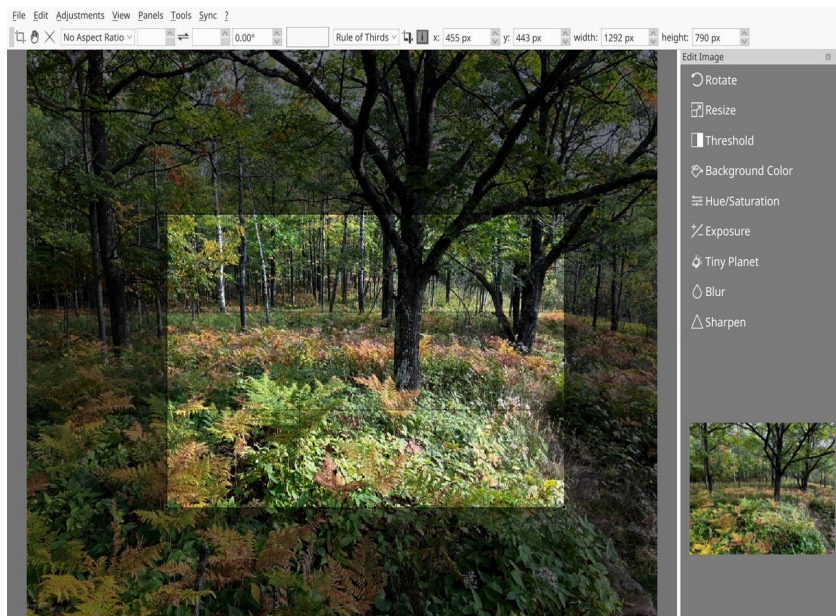 File Edit Adjustments View Panels Tools Sync ?
No Aspect Ratio 0.00° Rule of Thirds x: 455 px y: 443 px width: 1292 px height: 790 px
Edit Image
Rotate
Resize
Threshold
Background Color
Hue/Saturation
Exposure
Tiny Planet
Blur
Sharpen